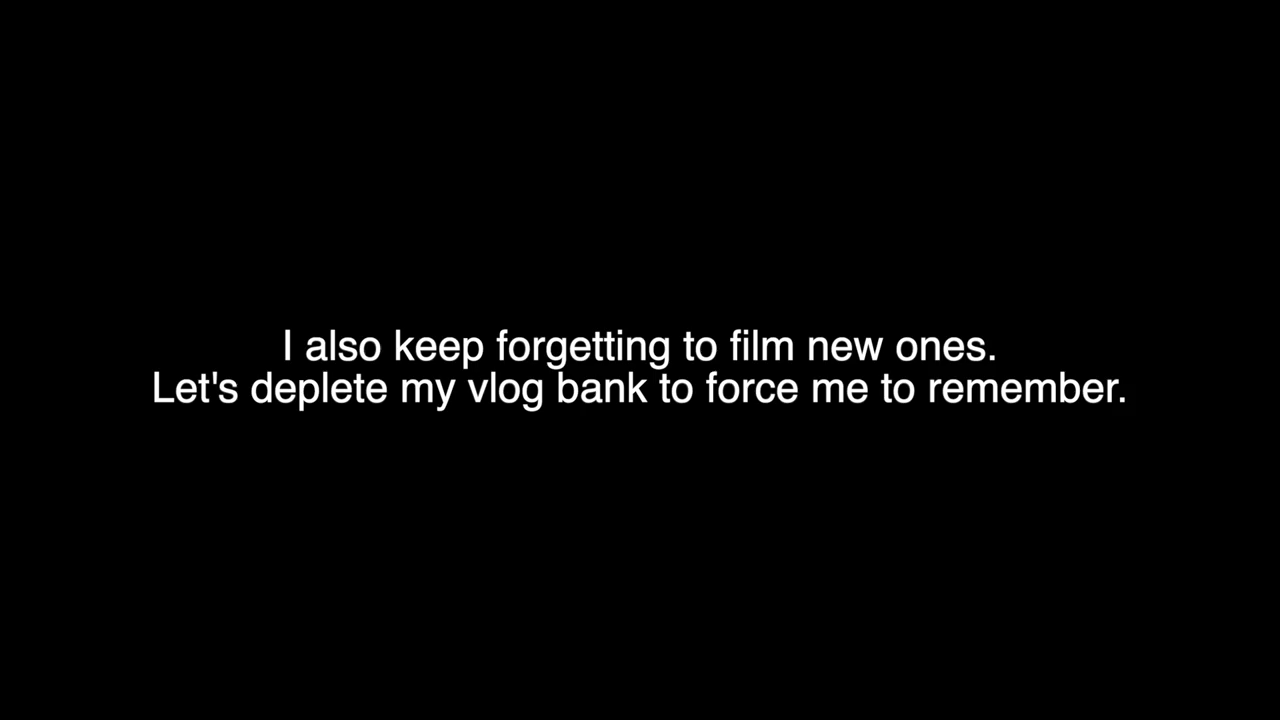 I also keep forgetting to film new ones.
Let's deplete my vlog bank to force me to remember.